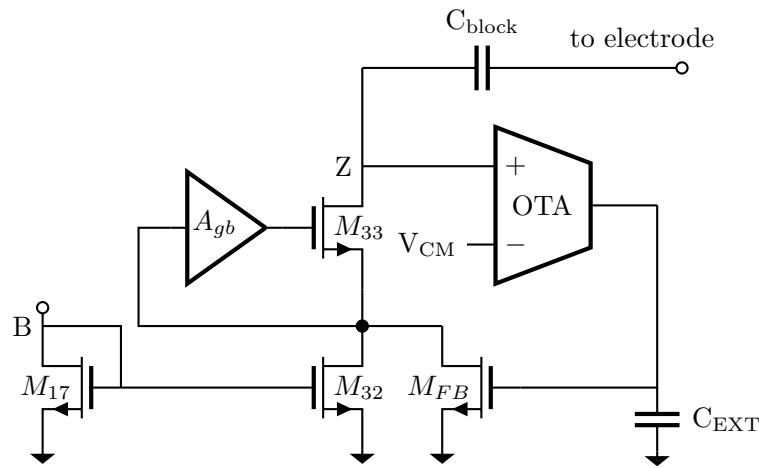 C_block
to electrode
Z
+
OTA
A_gb
M_33
V_CM
−
B
M_17
M_32
M_FB
C_EXT